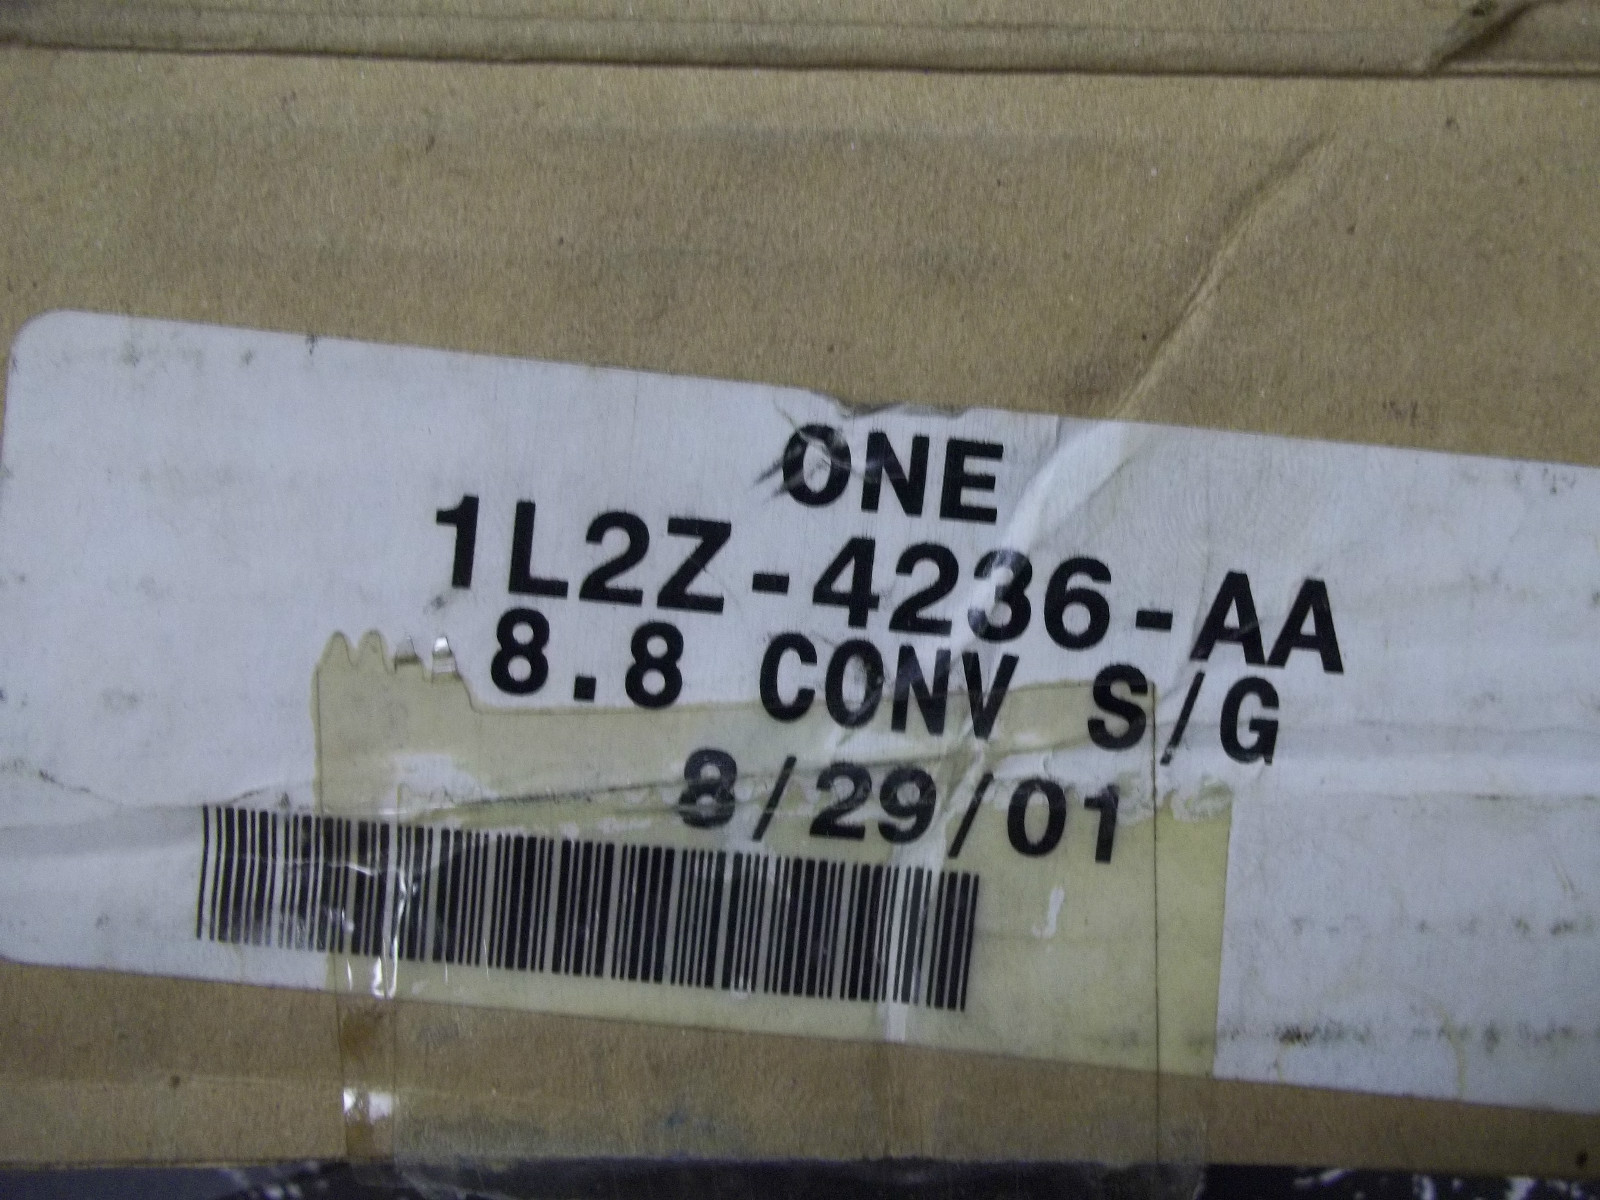 ONE
1L2Z-4236-AA
8.8 CONV S/G
8/29/01